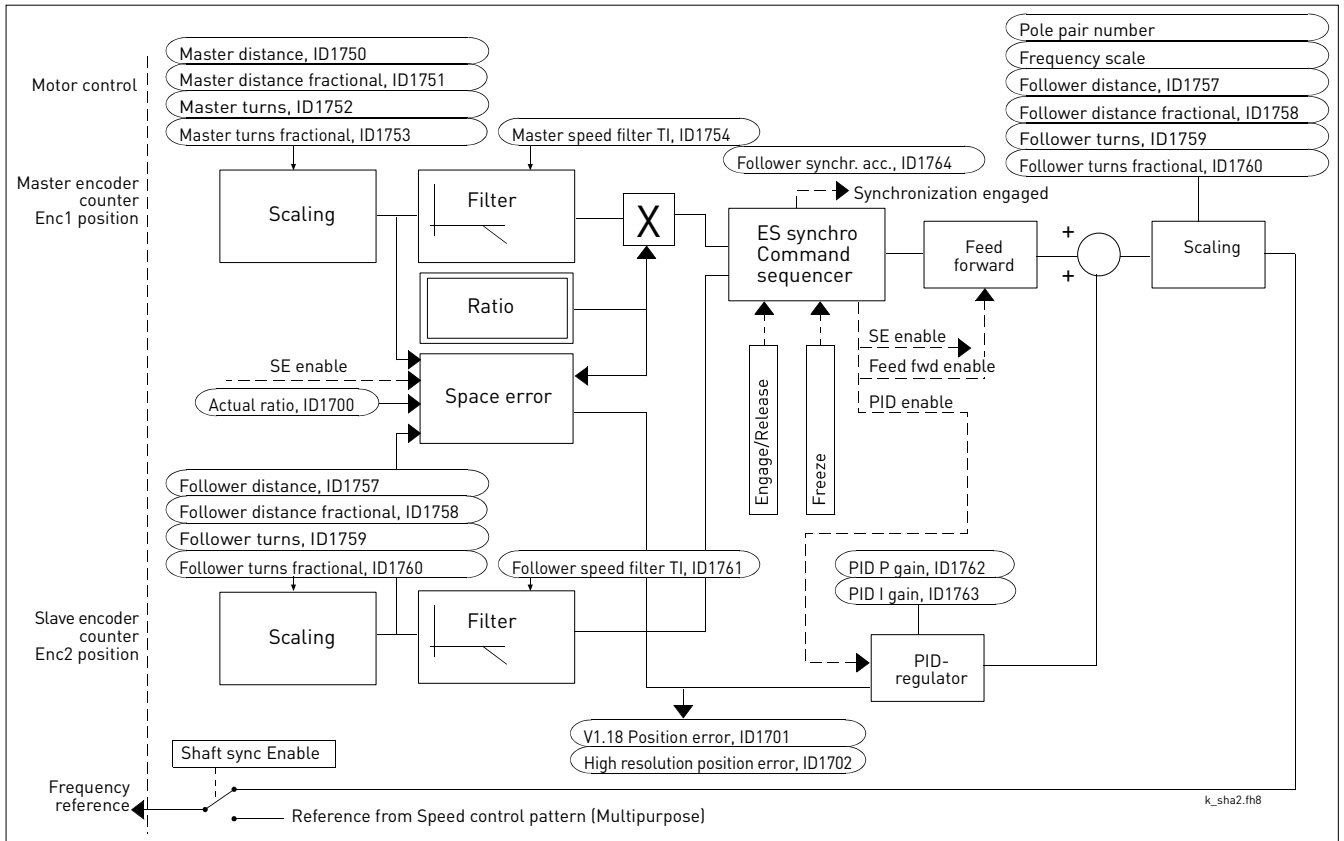 Motor control
Master distance, ID1750
Master distance fractional, ID1751
Master turns, ID1752
Master turns fractional, ID1753
Master speed filter TI, ID1754
Follower synchr. acc., ID1764
Pole pair number
Frequency scale
Follower distance, ID1757
Follower distance fractional, ID1758
Follower turns, ID1759
Follower turns fractional, ID1760
Master encoder
counter
Enc1 position
Scaling
Filter
X
Synchronization engaged
ES synchro
Command
sequencer
Feed
forward
+
+
Scaling
Ratio
SE enable
Actual ratio, ID1700
Space error
Engage/Release
Freeze
SE enable
Feed fwd enable
PID enable
Follower distance, ID1757
Follower distance fractional, ID1758
Follower turns, ID1759
Follower turns fractional, ID1760
Follower speed filter TI, ID1761
PID P gain, ID1762
PID I gain, ID1763
Slave encoder
counter
Enc2 position
Scaling
Filter
PID-
regulator
V1.18 Position error, ID1701
High resolution position error, ID1702
Shaft sync Enable
Frequency
reference
Reference from Speed control pattern (Multipurpose)
k_sha2.fh8